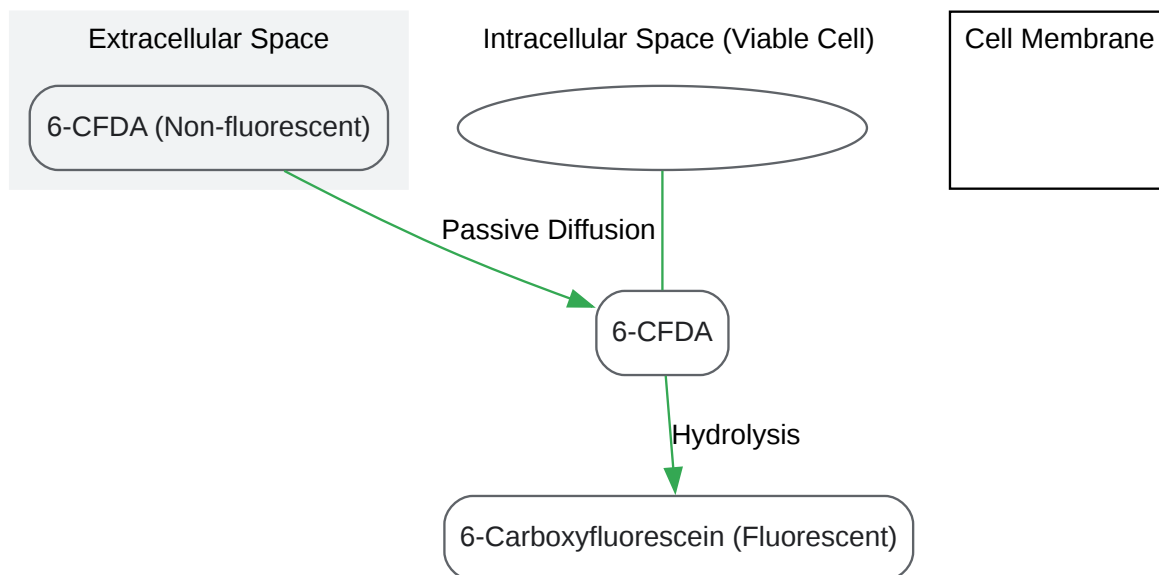 Extracellular Space
Intracellular Space (Viable Cell)
Cell Membrane
6-CFDA (Non-fluorescent)
Passive Diffusion
6-CFDA
Hydrolysis
6-Carboxyfluorescein (Fluorescent)